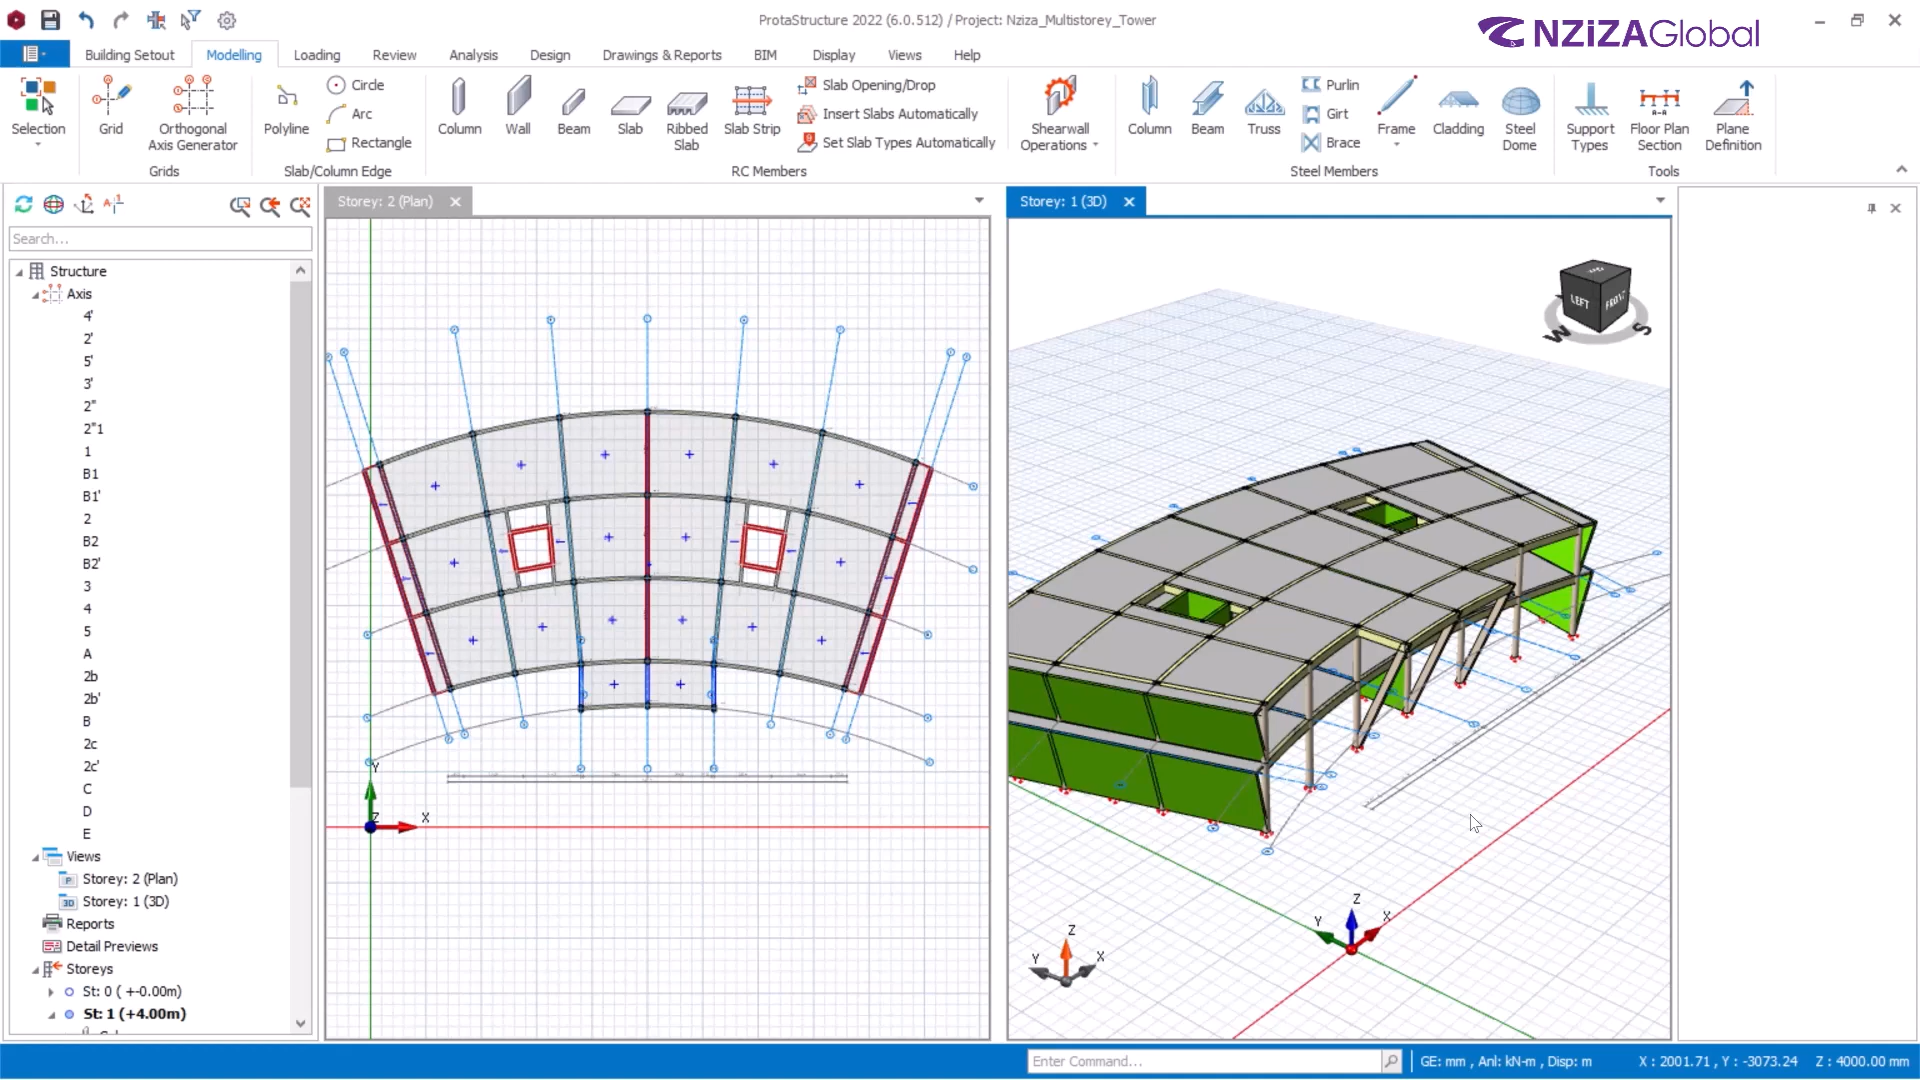 ProtaStructure 2022 (6.0.512) / Project: Nziza_Multistorey_Tower
NZiZAGlobal
Building Setout
Modelling
Loading
Review
Analysis
Design
Drawings & Reports
BIM
Display
Views
Help
Selection
Grid
Orthogonal
Axis Generator
Grids
Polyline
Circle
Arc
Rectangle
Slab/Column Edge
Column
Wall
Beam
Slab
Ribbed
Slab
Slab Strip
Slab Opening/Drop
Insert Slabs Automatically
Set Slab Types Automatically
RC Members
Shearwall
Operations
Column
Beam
Truss
Purlin
Girt
Brace
Frame
Cladding
Steel
Dome
Steel Members
Support
Types
Floor Plan
Section
Plane
Definition
Tools
Search...
Structure
Axis
4'
2'
5'
3'
2"
2"1
1
B1
B1'
2
B2
B2'
3
4
5
A
2b
2b'
B
2c
2c'
C
D
E
Views
Storey: 2 (Plan)
Storey: 1 (3D)
Reports
Detail Previews
Storeys
St: 0 ( +-0.00m)
St: 1 (+4.00m)
Storey: 2 (Plan)
Y
Z
X
Storey: 1 (3D)
LEFT
FRONT
W
S
Z
Y
X
Z
Y
X
Enter Command...
GE: mm , Anl: kN-m , Disp: m
X : 2001.71 , Y : -3073.24
Z : 4000.00 mm